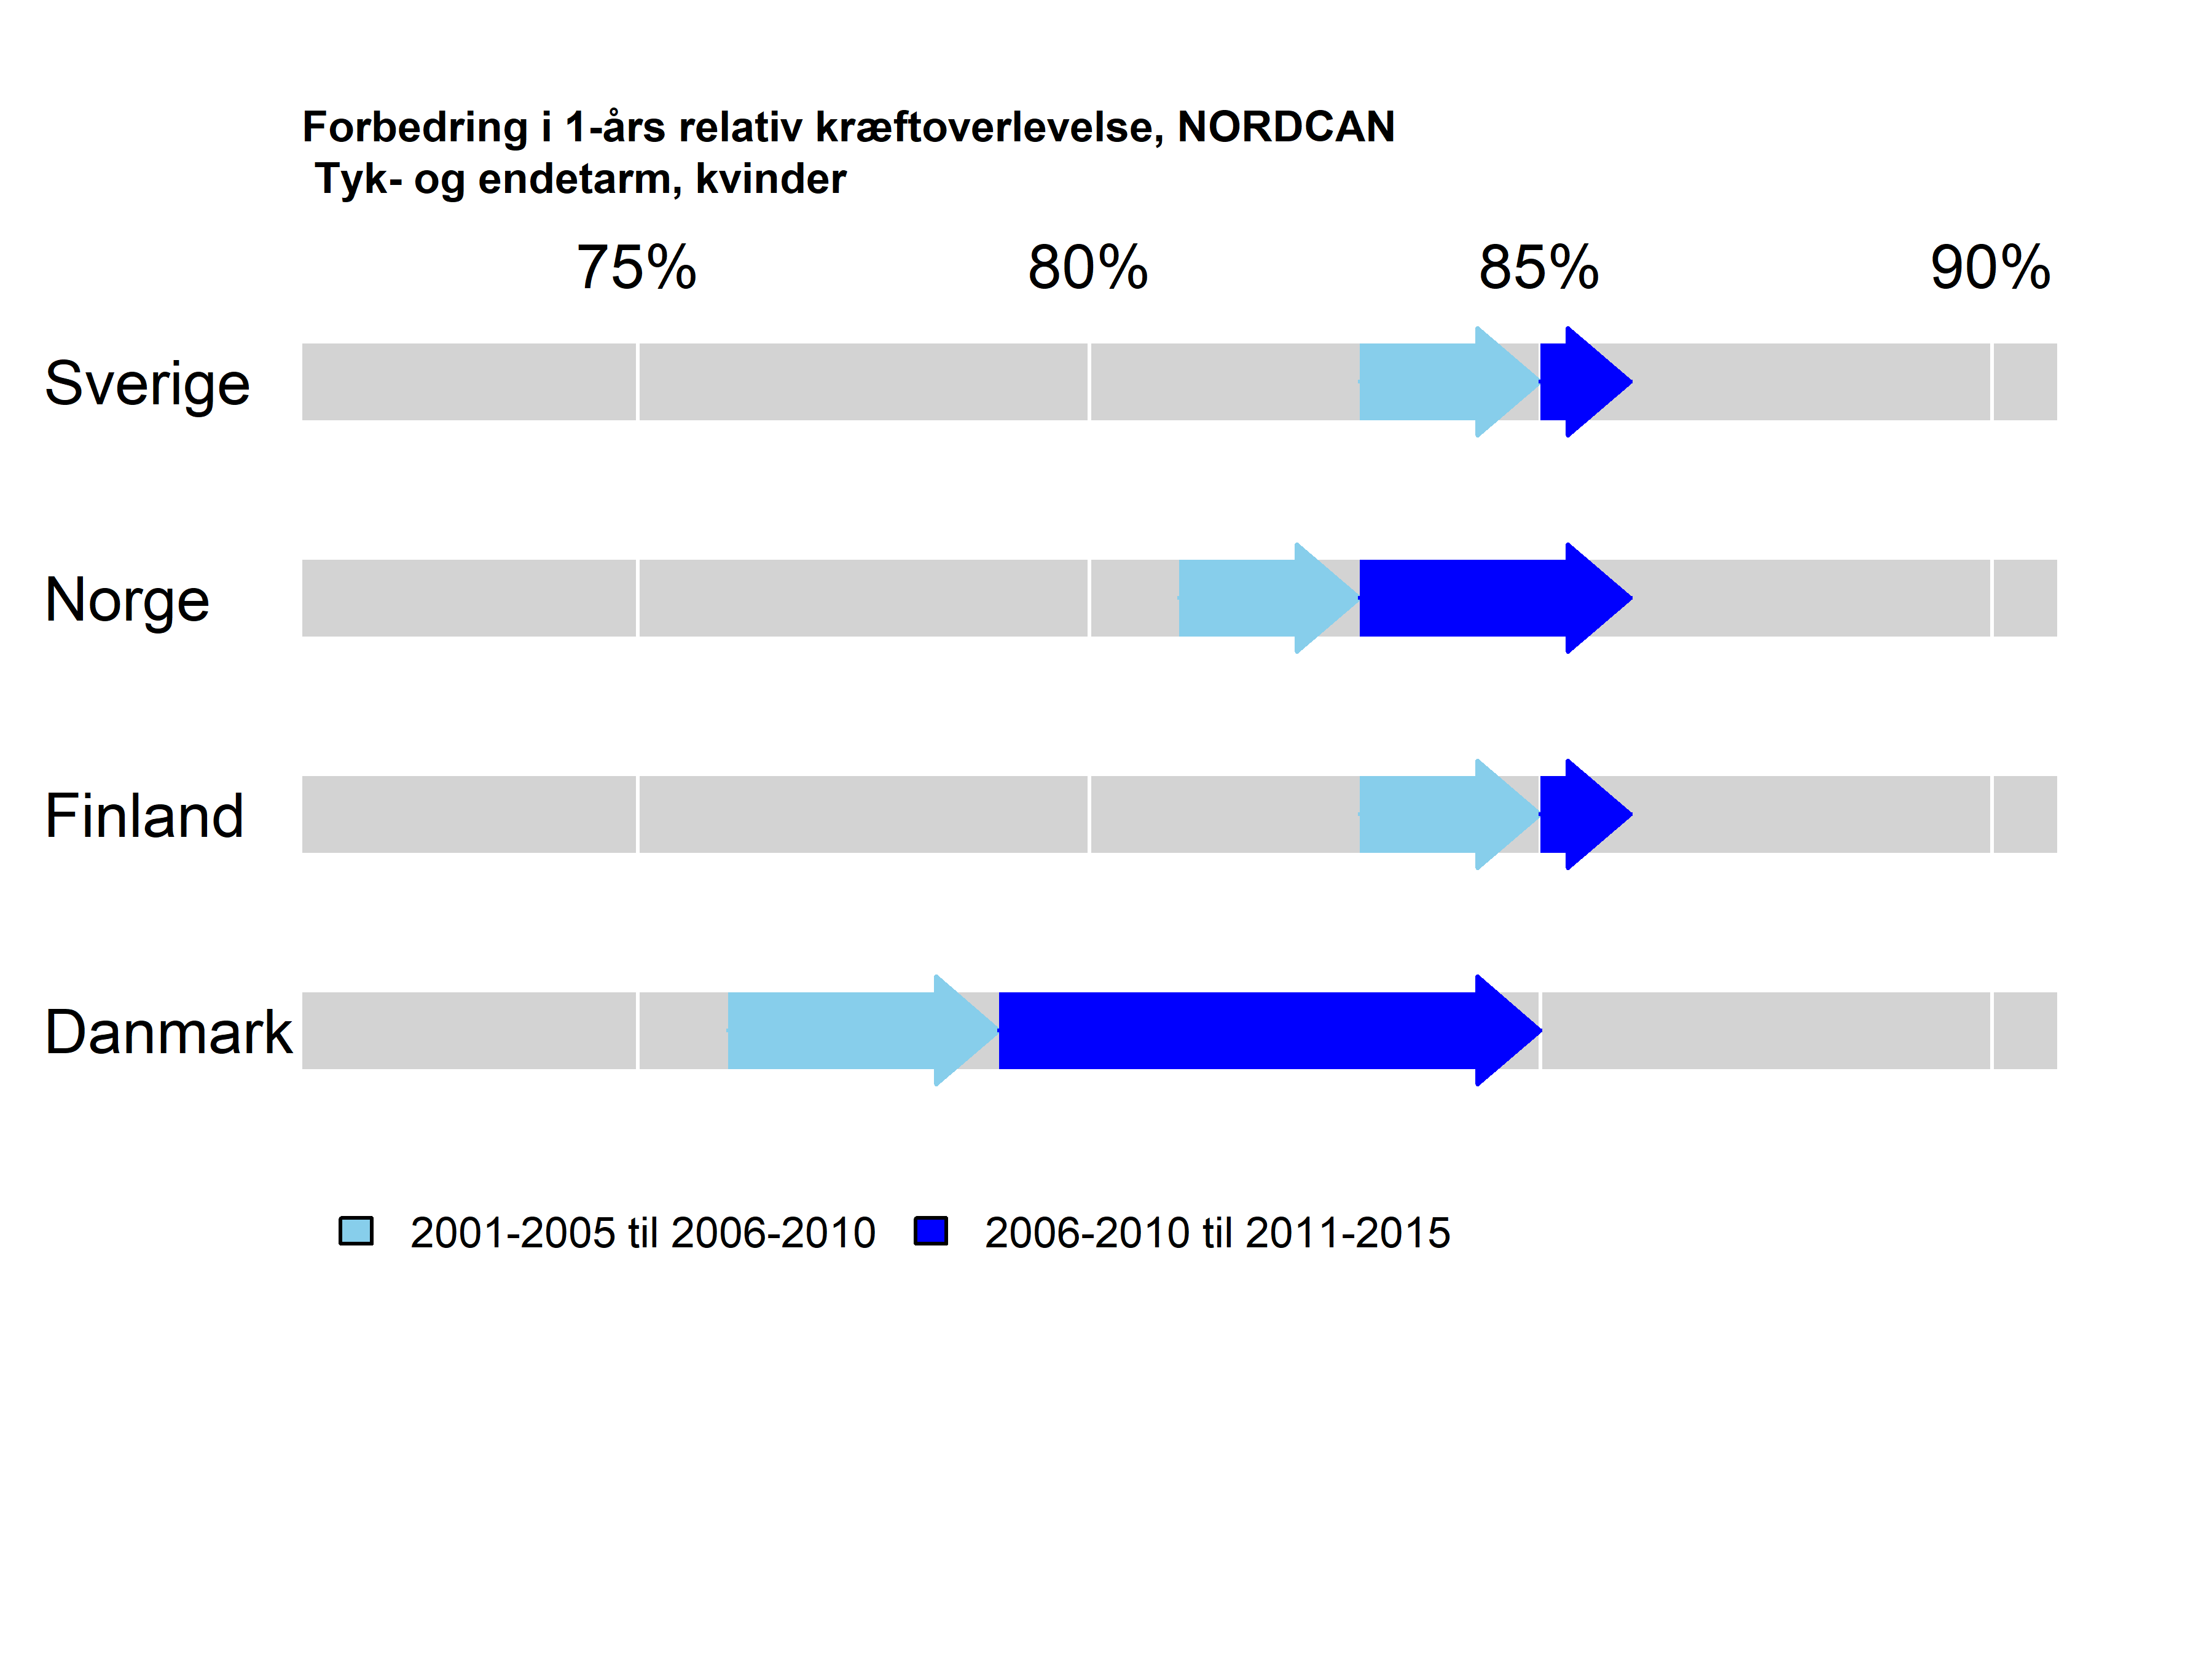 Forbedring i 1-års relativ kræftoverlevelse, NORDCAN
Tyk- og endetarm, kvinder
75% 80% 85% 90%
Sverige
Norge
Finland
Danmark
2001-2005 til 2006-2010 2006-2010 til 2011-2015